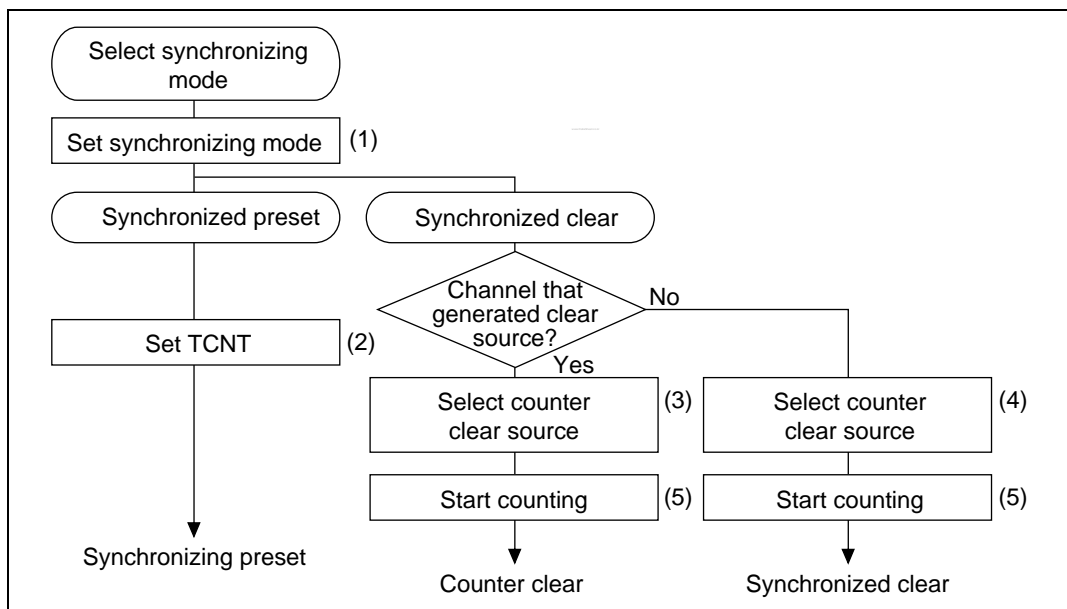 Select synchronizing
mode
Set synchronizing mode
(1)
Synchronized preset
Synchronized clear
Channel that
generated clear
source?
No
Yes
Set TCNT
(2)
Select counter
clear source
(3)
Select counter
clear source
(4)
Start counting
(5)
Start counting
(5)
Synchronizing preset
Counter clear
Synchronized clear